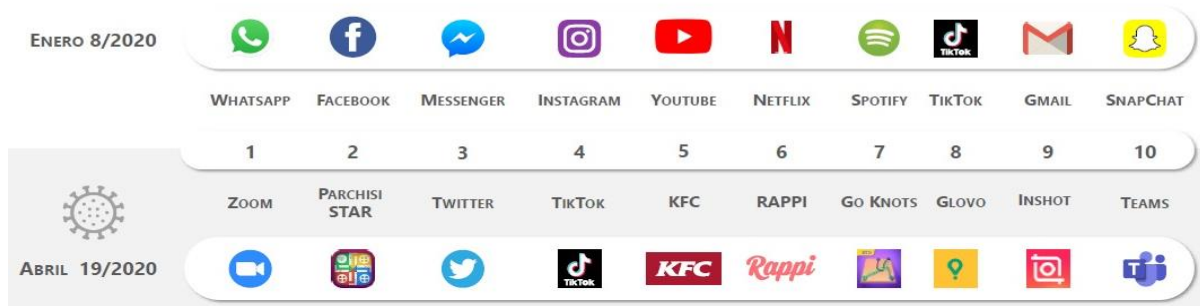 ENERO 8/2020
TikTok
WHATSAPP FACEBOOK MESSENGER INSTAGRAM YOUTUBE NETFLIX SPOTIFY TIKTOK GMAIL SNAPCHAT
1 2 3 4 5 6 7 8 9 10
ZOOM PARCHISI STAR TWITTER TIKTOK KFC RAPPI GO KNOTS GLOVO INSHOT TEAMS
ABRIL 19/2020
TikTok KFC Rappi